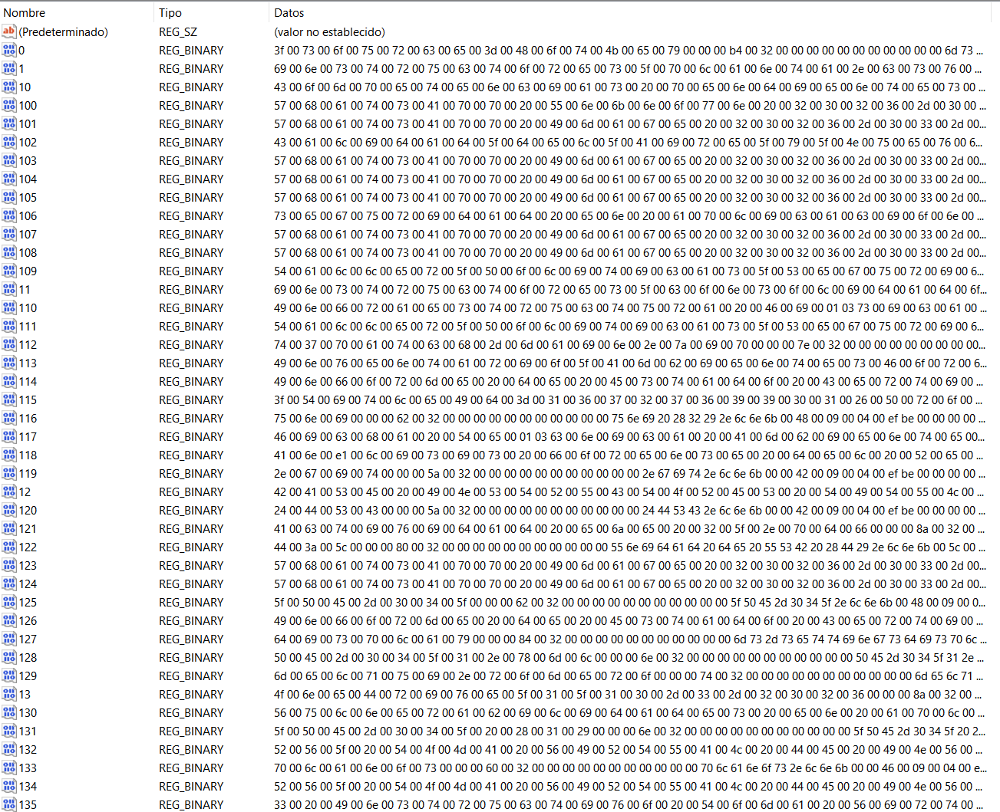 Nombre Tipo Datos
(Predeterminado) REG_SZ (valor no establecido)
0 REG_BINARY 3f 00 73 00 6f 00 75 00 72 00 63 00 65 00 3d 00 48 00 6f 00 74 00 4b 00 65 00 79 00 00 00 b4 00 32 00 00 00 00 00 00 00 00 00 00 00 6d 73 ...
1 REG_BINARY 69 00 6e 00 73 00 74 00 72 00 75 00 63 00 74 00 6f 00 72 00 65 00 73 00 5f 00 70 00 6c 00 61 00 6e 00 74 00 61 00 2e 00 63 00 73 00 76 00 ...
10 REG_BINARY 43 00 6f 00 6d 00 70 00 65 00 74 00 65 00 6e 00 63 00 69 00 61 00 73 00 20 00 70 00 65 00 6e 00 64 00 69 00 65 00 6e 00 74 00 65 00 73 00 ...
100 REG_BINARY 57 00 68 00 61 00 74 00 73 00 41 00 70 00 70 00 20 00 55 00 6e 00 6b 00 6e 00 6f 00 77 00 6e 00 20 00 32 00 30 00 32 00 36 00 2d 00 30 00 ...
101 REG_BINARY 57 00 68 00 61 00 74 00 73 00 41 00 70 00 70 00 20 00 49 00 6d 00 61 00 67 00 65 00 20 00 32 00 30 00 32 00 36 00 2d 00 30 00 33 00 2d 00...
102 REG_BINARY 43 00 61 00 6c 00 69 00 64 00 61 00 64 00 5f 00 64 00 65 00 6c 00 5f 00 41 00 69 00 72 00 65 00 5f 00 79 00 5f 00 4e 00 75 00 65 00 76 00 6...
103 REG_BINARY 57 00 68 00 61 00 74 00 73 00 41 00 70 00 70 00 20 00 49 00 6d 00 61 00 67 00 65 00 20 00 32 00 30 00 32 00 36 00 2d 00 30 00 33 00 2d 00...
104 REG_BINARY 57 00 68 00 61 00 74 00 73 00 41 00 70 00 70 00 20 00 49 00 6d 00 61 00 67 00 65 00 20 00 32 00 30 00 32 00 36 00 2d 00 30 00 33 00 2d 00...
105 REG_BINARY 57 00 68 00 61 00 74 00 73 00 41 00 70 00 70 00 20 00 49 00 6d 00 61 00 67 00 65 00 20 00 32 00 30 00 32 00 36 00 2d 00 30 00 33 00 2d 00...
106 REG_BINARY 73 00 65 00 67 00 75 00 72 00 69 00 64 00 61 00 64 00 20 00 65 00 6e 00 20 00 61 00 70 00 6c 00 69 00 63 00 61 00 63 00 69 00 6f 00 6e 00 ...
107 REG_BINARY 57 00 68 00 61 00 74 00 73 00 41 00 70 00 70 00 20 00 49 00 6d 00 61 00 67 00 65 00 20 00 32 00 30 00 32 00 36 00 2d 00 30 00 33 00 2d 00...
108 REG_BINARY 57 00 68 00 61 00 74 00 73 00 41 00 70 00 70 00 20 00 49 00 6d 00 61 00 67 00 65 00 20 00 32 00 30 00 32 00 36 00 2d 00 30 00 33 00 2d 00...
109 REG_BINARY 54 00 61 00 6c 00 6c 00 65 00 72 00 5f 00 50 00 6f 00 6c 00 69 00 74 00 69 00 63 00 61 00 73 00 5f 00 53 00 65 00 67 00 75 00 72 00 69 00 6...
11 REG_BINARY 69 00 6e 00 73 00 74 00 72 00 75 00 63 00 74 00 6f 00 72 00 65 00 73 00 5f 00 63 00 6f 00 6e 00 73 00 6f 00 6c 00 69 00 64 00 61 00 64 00 6f...
110 REG_BINARY 49 00 6e 00 66 00 72 00 61 00 65 00 73 00 74 00 72 00 75 00 63 00 74 00 75 00 72 00 61 00 20 00 46 00 69 00 01 03 73 00 69 00 63 00 61 00 ...
111 REG_BINARY 54 00 61 00 6c 00 6c 00 65 00 72 00 5f 00 50 00 6f 00 6c 00 69 00 74 00 69 00 63 00 61 00 73 00 5f 00 53 00 65 00 67 00 75 00 72 00 69 00 6...
112 REG_BINARY 74 00 37 00 70 00 61 00 74 00 63 00 68 00 2d 00 6d 00 61 00 69 00 6e 00 2e 00 7a 00 69 00 70 00 00 00 7e 00 32 00 00 00 00 00 00 00 00 00...
113 REG_BINARY 49 00 6e 00 76 00 65 00 6e 00 74 00 61 00 72 00 69 00 6f 00 5f 00 41 00 6d 00 62 00 69 00 65 00 6e 00 74 00 65 00 73 00 46 00 6f 00 72 00 6...
114 REG_BINARY 49 00 6e 00 66 00 6f 00 72 00 6d 00 65 00 20 00 64 00 65 00 20 00 45 00 73 00 74 00 61 00 64 00 6f 00 20 00 43 00 65 00 72 00 74 00 69 00 ...
115 REG_BINARY 3f 00 54 00 69 00 74 00 6c 00 65 00 49 00 64 00 3d 00 31 00 36 00 37 00 32 00 37 00 36 00 39 00 39 00 30 00 31 00 26 00 50 00 72 00 6f 00 ...
116 REG_BINARY 75 00 6e 00 69 00 00 00 62 00 32 00 00 00 00 00 00 00 00 00 00 00 75 6e 69 20 28 32 29 2e 6c 6e 6b 00 48 00 09 00 04 00 ef be 00 00 00 00 ...
117 REG_BINARY 46 00 69 00 63 00 68 00 61 00 20 00 54 00 65 00 01 03 63 00 6e 00 69 00 63 00 61 00 20 00 41 00 6d 00 62 00 69 00 65 00 6e 00 74 00 65 00...
118 REG_BINARY 41 00 6e 00 e1 00 6c 00 69 00 73 00 69 00 73 00 20 00 66 00 6f 00 72 00 65 00 6e 00 73 00 65 00 20 00 64 00 65 00 6c 00 20 00 52 00 65 00 ...
119 REG_BINARY 2e 00 67 00 69 00 74 00 00 00 5a 00 32 00 00 00 00 00 00 00 00 00 00 00 2e 67 69 74 2e 6c 6e 6b 00 00 42 00 09 00 04 00 ef be 00 00 00 00 ...
12 REG_BINARY 42 00 41 00 53 00 45 00 20 00 49 00 4e 00 53 00 54 00 52 00 55 00 43 00 54 00 4f 00 52 00 45 00 53 00 20 00 54 00 49 00 54 00 55 00 4c 00 ...
120 REG_BINARY 24 00 44 00 53 00 43 00 00 00 5a 00 32 00 00 00 00 00 00 00 00 00 00 00 24 44 53 43 2e 6c 6e 6b 00 00 42 00 09 00 04 00 ef be 00 00 00 00 ...
121 REG_BINARY 41 00 63 00 74 00 69 00 76 00 69 00 64 00 61 00 64 00 20 00 65 00 6a 00 65 00 20 00 32 00 5f 00 2e 00 70 00 64 00 66 00 00 00 8a 00 32 00 ...
122 REG_BINARY 44 00 3a 00 5c 00 00 00 80 00 32 00 00 00 00 00 00 00 00 00 00 00 55 6e 69 64 61 64 20 64 65 20 55 53 42 20 28 44 29 2e 6c 6e 6b 00 5c 00 ...
123 REG_BINARY 57 00 68 00 61 00 74 00 73 00 41 00 70 00 70 00 20 00 49 00 6d 00 61 00 67 00 65 00 20 00 32 00 30 00 32 00 36 00 2d 00 30 00 33 00 2d 00...
124 REG_BINARY 57 00 68 00 61 00 74 00 73 00 41 00 70 00 70 00 20 00 49 00 6d 00 61 00 67 00 65 00 20 00 32 00 30 00 32 00 36 00 2d 00 30 00 33 00 2d 00...
125 REG_BINARY 5f 00 50 00 45 00 2d 00 30 00 34 00 5f 00 00 00 62 00 32 00 00 00 00 00 00 00 00 00 00 00 5f 50 45 2d 30 34 5f 2e 6c 6e 6b 00 48 00 09 00 0...
126 REG_BINARY 49 00 6e 00 66 00 6f 00 72 00 6d 00 65 00 20 00 64 00 65 00 20 00 45 00 73 00 74 00 61 00 64 00 6f 00 20 00 43 00 65 00 72 00 74 00 69 00 ...
127 REG_BINARY 64 00 69 00 73 00 70 00 6c 00 61 00 79 00 00 00 84 00 32 00 00 00 00 00 00 00 00 00 00 00 6d 73 2d 73 65 74 74 69 6e 67 73 64 69 73 70 6c ...
128 REG_BINARY 50 00 45 00 2d 00 30 00 34 00 5f 00 31 00 2e 00 78 00 6d 00 6c 00 00 00 6e 00 32 00 00 00 00 00 00 00 00 00 00 00 50 45 2d 30 34 5f 31 2e ...
129 REG_BINARY 6d 00 65 00 6c 00 71 00 75 00 69 00 2e 00 72 00 6f 00 6d 00 65 00 72 00 6f 00 00 00 74 00 32 00 00 00 00 00 00 00 00 00 00 00 6d 65 6c 71 ...
13 REG_BINARY 4f 00 6e 00 65 00 44 00 72 00 69 00 76 00 65 00 5f 00 31 00 5f 00 31 00 30 00 2d 00 33 00 2d 00 32 00 30 00 32 00 36 00 00 00 8a 00 32 00 ...
130 REG_BINARY 56 00 75 00 6c 00 6e 00 65 00 72 00 61 00 62 00 69 00 6c 00 69 00 64 00 61 00 64 00 65 00 73 00 20 00 65 00 6e 00 20 00 61 00 70 00 6c 00 ...
131 REG_BINARY 5f 00 50 00 45 00 2d 00 30 00 34 00 5f 00 20 00 28 00 31 00 29 00 00 00 6e 00 32 00 00 00 00 00 00 00 00 00 00 00 5f 50 45 2d 30 34 5f 20 2...
132 REG_BINARY 52 00 56 00 5f 00 20 00 54 00 4f 00 4d 00 41 00 20 00 56 00 49 00 52 00 54 00 55 00 41 00 4c 00 20 00 44 00 45 00 20 00 49 00 4e 00 56 00 ...
133 REG_BINARY 70 00 6c 00 61 00 6e 00 6f 00 73 00 00 00 60 00 32 00 00 00 00 00 00 00 00 00 00 00 70 6c 61 6e 6f 73 2e 6c 6e 6b 00 00 46 00 09 00 04 00 e...
134 REG_BINARY 52 00 56 00 5f 00 20 00 54 00 4f 00 4d 00 41 00 20 00 56 00 49 00 52 00 54 00 55 00 41 00 4c 00 20 00 44 00 45 00 20 00 49 00 4e 00 56 00 ...
135 REG_BINARY 33 00 20 00 49 00 6e 00 73 00 74 00 72 00 75 00 63 00 74 00 69 00 76 00 6f 00 20 00 54 00 6f 00 6d 00 61 00 20 00 56 00 69 00 72 00 74 00 ...